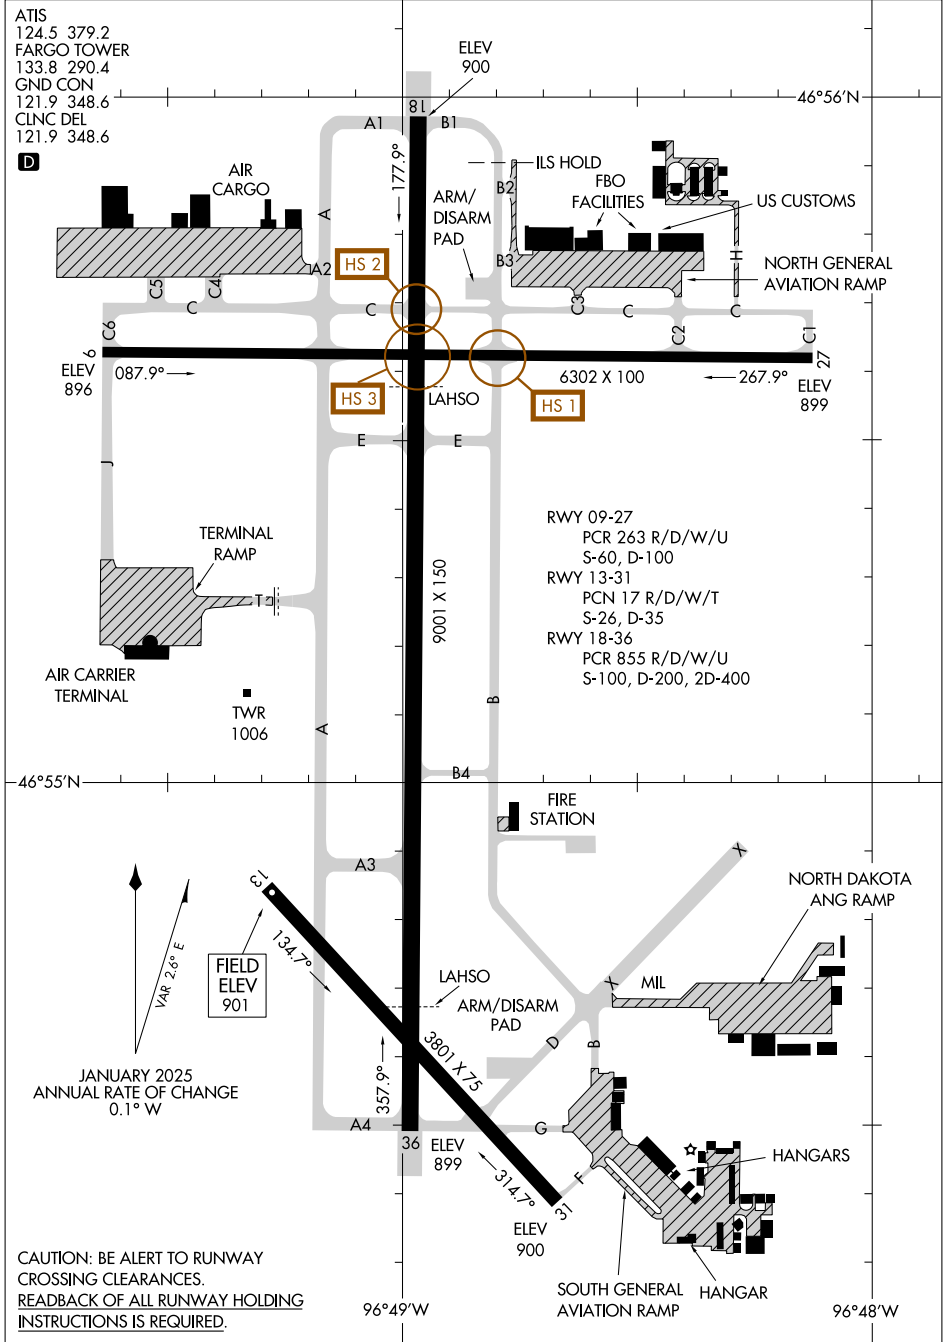 ATIS
124.5 379.2
FARGO TOWER
133.8 290.4
GND CON
121.9 348.6
CLNC DEL
121.9 348.6
D
ELEV
900
46°56'N
18
A1
B1
177.9°
AIR
CARGO
A
ARM/
DISARM
PAD
ILS HOLD
B2
FBO
FACILITIES
US CUSTOMS
H
B3
NORTH GENERAL
AVIATION RAMP
A2
HS 2
C5
C4
C
C
C3
C
C2
C
C6
C1
9
ELEV
896
087.9°
6302 X 100
267.9°
27
ELEV
899
HS 3
LAHSO
HS 1
E
E
J
TERMINAL
RAMP
T
9001 X 150
RWY 09-27
PCR 263 R/D/W/U
S-60, D-100
RWY 13-31
PCN 17 R/D/W/T
S-26, D-35
RWY 18-36
PCR 855 R/D/W/U
S-100, D-200, 2D-400
AIR CARRIER
TERMINAL
TWR
1006
A
B
46°55'N
B4
FIRE
STATION
A3
X
13
134.7°
NORTH DAKOTA
ANG RAMP
VAR 2.6° E
FIELD
ELEV
901
LAHSO
X
MIL
ARM/DISARM
PAD
D
B
3801 X 75
JANUARY 2025
ANNUAL RATE OF CHANGE
0.1° W
357.9°
A4
G
36
ELEV
899
314.7°
F
31
ELEV
900
HANGARS
CAUTION: BE ALERT TO RUNWAY
CROSSING CLEARANCES.
READBACK OF ALL RUNWAY HOLDING
INSTRUCTIONS IS REQUIRED.
SOUTH GENERAL
AVIATION RAMP
HANGAR
96°49'W
96°48'W